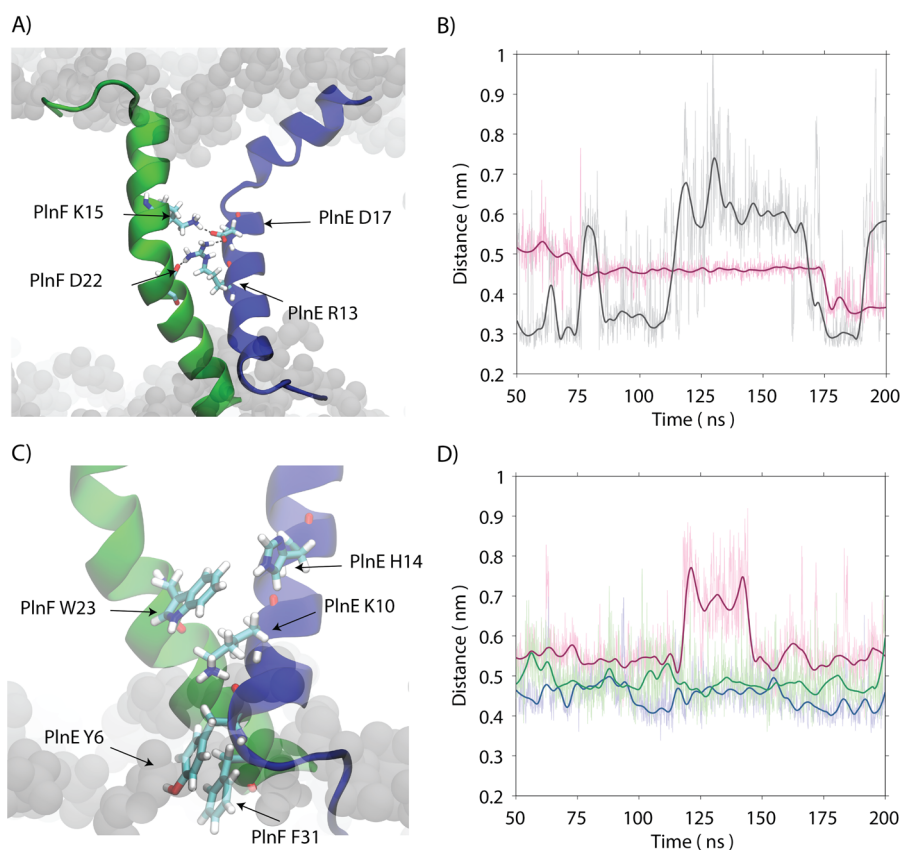 A)
PlnF K15
PlnE D17
PlnF D22
PlnE R13
B)
1
0.9
0.8
0.7
0.6
0.5
0.4
0.3
0.2
Distance ( nm )
50
75
100
125
150
175
200
Time ( ns )
C)
PlnE H14
PlnF W23
PlnE K10
PlnE Y6
PlnF F31
D)
1
0.9
0.8
0.7
0.6
0.5
0.4
0.3
0.2
Distance ( nm )
50
75
100
125
150
175
200
Time ( ns )